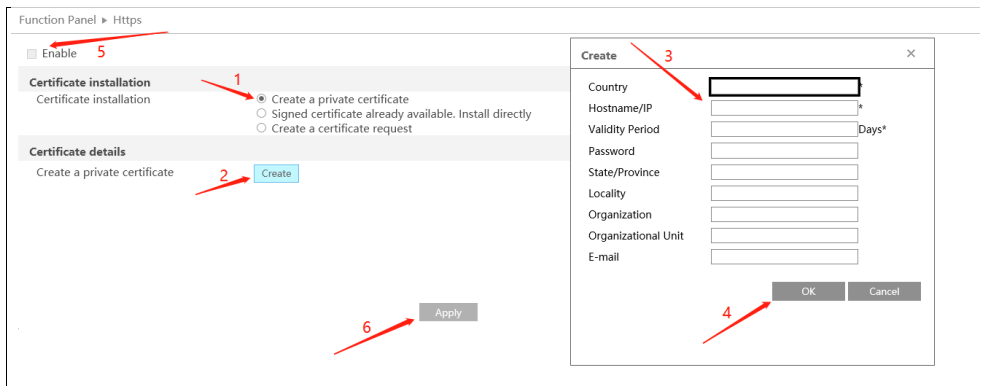 Function Panel ▸ Https
Enable 5
Certificate installation
Certificate installation 1 Create a private certificate
Signed certificate already available. Install directly
Create a certificate request
Certificate details
Create a private certificate 2 Create
6 Apply
Create 3 ×
Country *
Hostname/IP *
Validity Period Days*
Password
State/Province
Locality
Organization
Organizational Unit
E-mail
OK Cancel
4